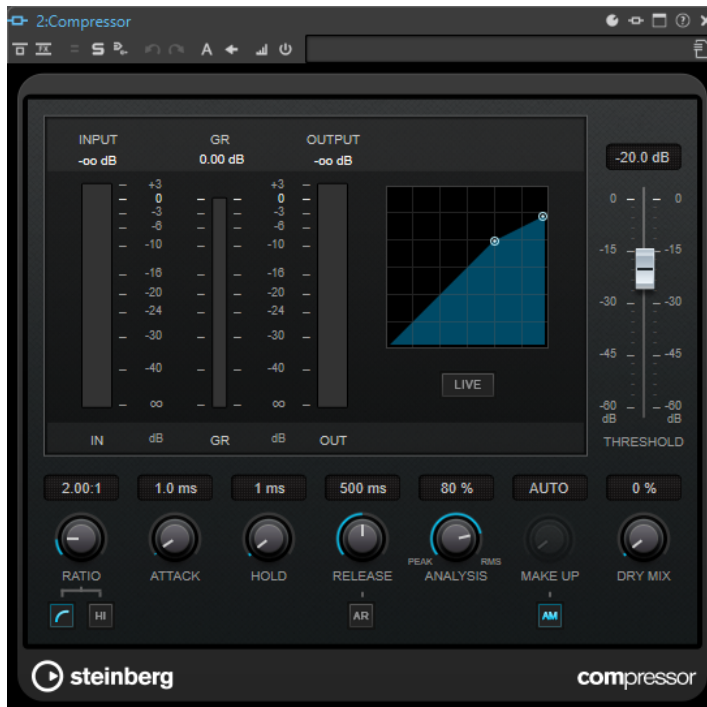 2:Compressor
S
A
INPUT GR OUTPUT
-oo dB 0.00 dB -oo dB -20.0 dB
+3 +3
0 0 0 0
-3 -3
-6 -6
-10 -10 -15 -15
-16 -16
-20 -20
-24 -24 -30 -30
-30 -30
-40 -40 -45 -45
LIVE
∞ ∞ -60 -60
dB dB
IN dB GR dB OUT THRESHOLD
2.00:1 1.0 ms 1 ms 500 ms 80 % AUTO 0 %
PEAK RMS
RATIO ATTACK HOLD RELEASE ANALYSIS MAKE UP DRY MIX
HI AR AM
steinberg compressor